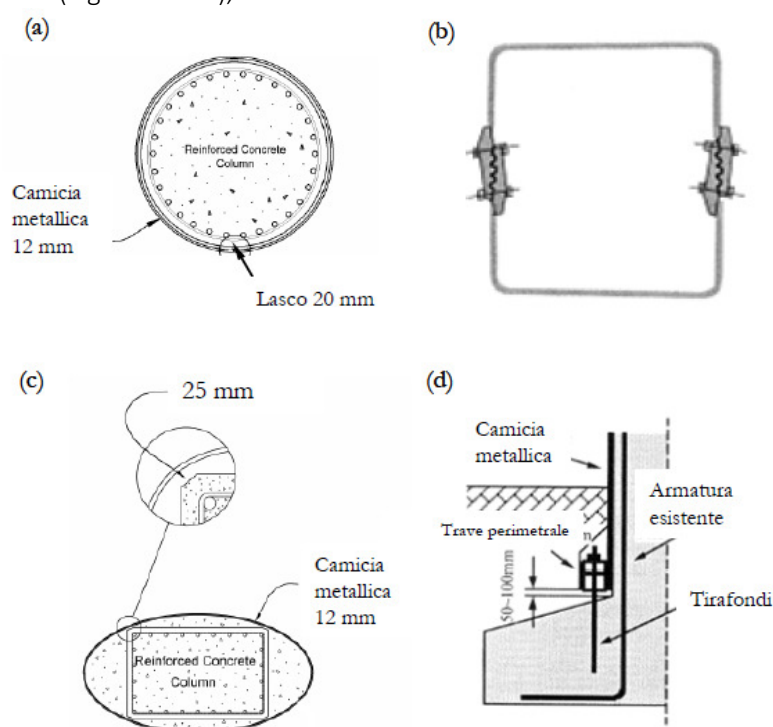 (a)
Reinforced Concrete
Column
Camicia
metallica
12 mm
Lasco 20 mm
(b)
(c)
25 mm
Camicia
metallica
12 mm
Reinforced Concrete
Column
(d)
Camicia
metallica
Armatura
esistente
Trave perimetrale
n
50~100mm
Tirafondi